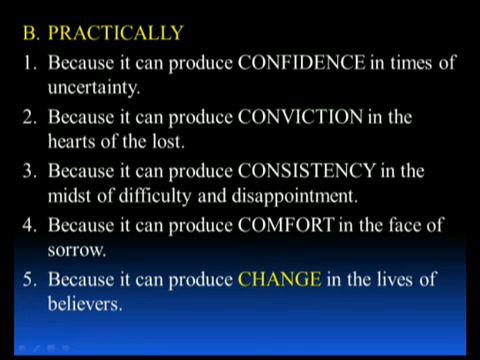 B. PRACTICALLY
1. Because it can produce CONFIDENCE in times of
uncertainty.
2. Because it can produce CONVICTION in the
hearts of the lost.
3. Because it can produce CONSISTENCY in the
midst of difficulty and disappointment.
4. Because it can produce COMFORT in the face of
sorrow.
5. Because it can produce CHANGE in the lives of
believers.